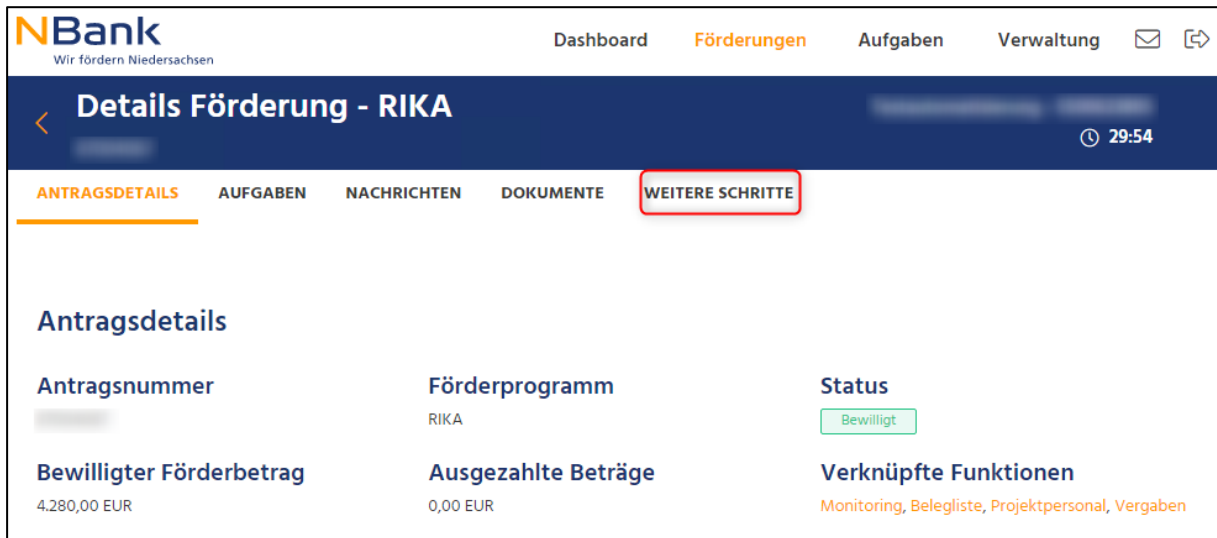 NBank
Wir fördern Niedersachsen
Dashboard Förderungen Aufgaben Verwaltung
Details Förderung - RIKA
29:54
ANTRAGSDETAILS AUFGABEN NACHRICHTEN DOKUMENTE WEITERE SCHRITTE
Antragsdetails
Antragsnummer Förderprogramm Status
RIKA Bewilligt
Bewilligter Förderbetrag Ausgezahlte Beträge Verknüpfte Funktionen
4.280,00 EUR 0,00 EUR Monitoring, Belegliste, Projektpersonal, Vergaben